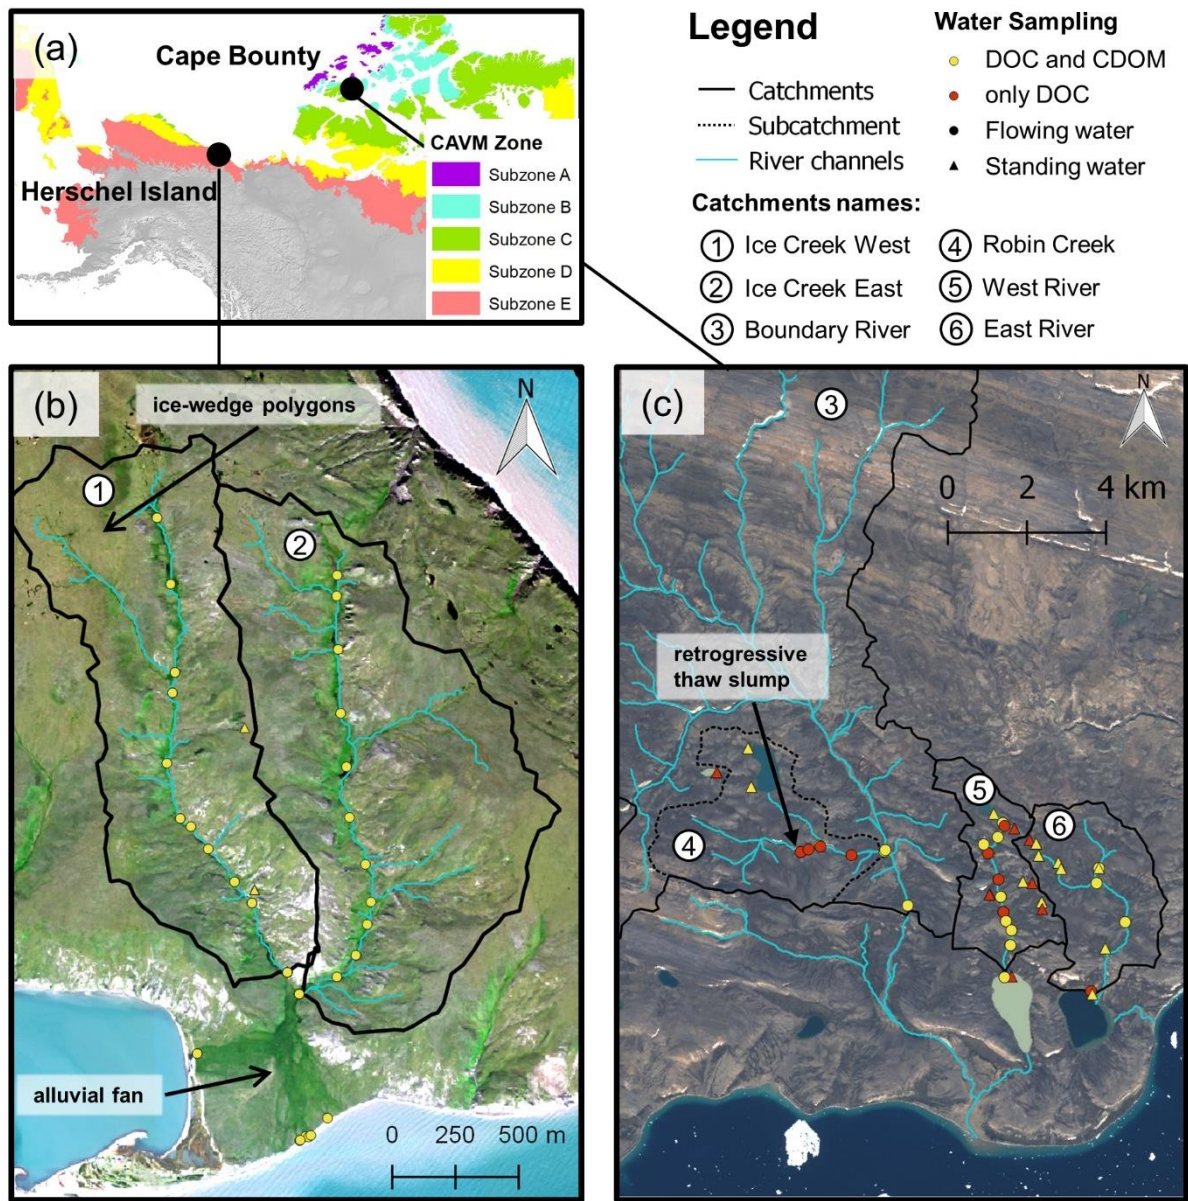 (a)
Cape Bounty
Herschel Island
CAVM Zone
Subzone A
Subzone B
Subzone C
Subzone D
Subzone E
Legend
Catchments
Subcatchment
River channels
Water Sampling
DOC and CDOM
only DOC
Flowing water
Standing water
Catchments names:
1 Ice Creek West
2 Ice Creek East
3 Boundary River
4 Robin Creek
5 West River
6 East River
(b)
ice-wedge polygons
N
1
2
alluvial fan
0 250 500 m
(c)
3
N
0 2 4 km
retrogressive
thaw slump
5
6
4